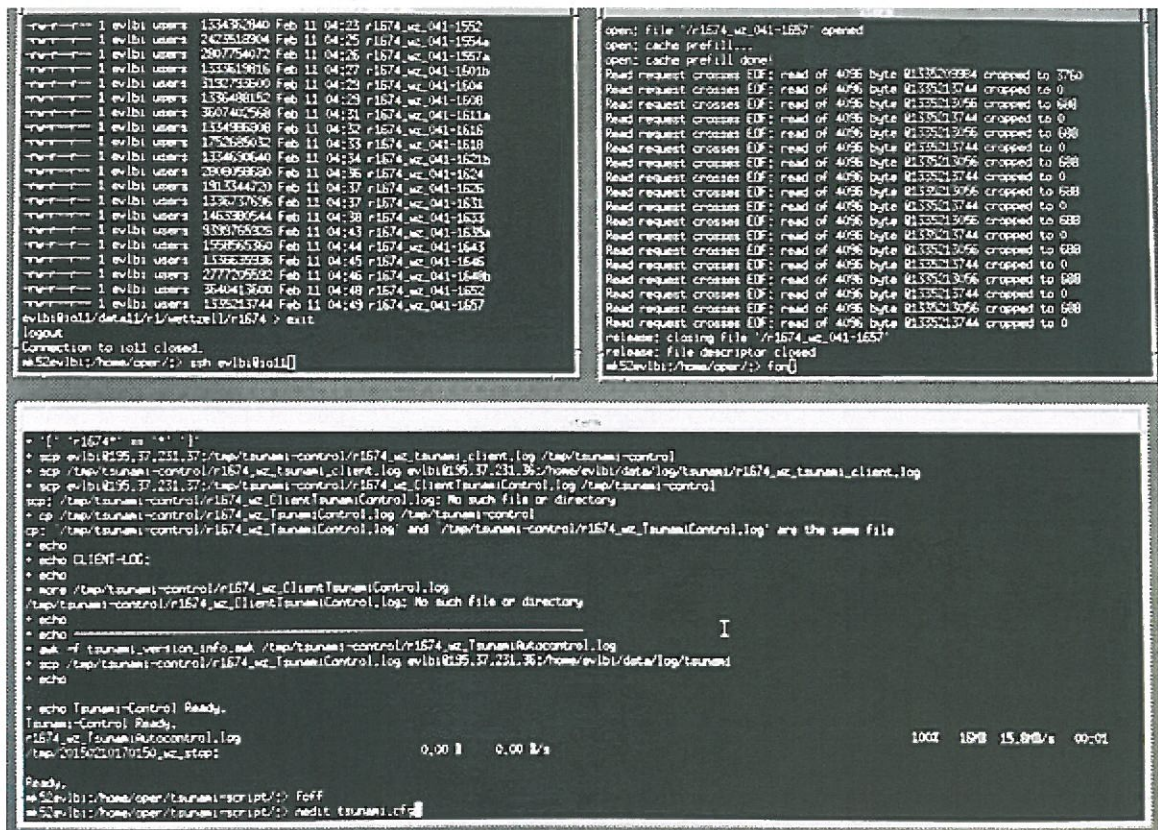 -rw-r--r-- 1 evlbi users 1334362840 Feb 11 04:23 r1674_wz_041-1552
-rw-r--r-- 1 evlbi users 2423518904 Feb 11 04:25 r1674_wz_041-1554a
-rw-r--r-- 1 evlbi users 2807754072 Feb 11 04:26 r1674_wz_041-1557a
-rw-r--r-- 1 evlbi users 1333619816 Feb 11 04:27 r1674_wz_041-1601b
-rw-r--r-- 1 evlbi users 3192733600 Feb 11 04:29 r1674_wz_041-1604
-rw-r--r-- 1 evlbi users 1336488152 Feb 11 04:29 r1674_wz_041-1608
-rw-r--r-- 1 evlbi users 3607402568 Feb 11 04:31 r1674_wz_041-1611a
-rw-r--r-- 1 evlbi users Feb 11 04:32 r1674_wz_041-1616
-rw-r--r-- 1 evlbi users 1752685032 Feb 11 04:33 r1674_wz_041-1618
-rw-r--r-- 1 evlbi users 1334650640 Feb 11 04:34 r1674_wz_041-1621b
-rw-r--r-- 1 evlbi users Feb 11 04:36 r1674_wz_041-1624
-rw-r--r-- 1 evlbi users 1913344720 Feb 11 04:37 r1674_wz_041-1626
-rw-r--r-- 1 evlbi users 1336737696 Feb 11 04:37 r1674_wz_041-1631
-rw-r--r-- 1 evlbi users 1463980544 Feb 11 04:38 r1674_wz_041-1633
-rw-r--r-- 1 evlbi users Feb 11 04:43 r1674_wz_041-1635a
-rw-r--r-- 1 evlbi users 1558565360 Feb 11 04:44 r1674_wz_041-1643
-rw-r--r-- 1 evlbi users 1336635936 Feb 11 04:45 r1674_wz_041-1646
-rw-r--r-- 1 evlbi users 2777205592 Feb 11 04:46 r1674_wz_041-1648b
-rw-r--r-- 1 evlbi users 3640413600 Feb 11 04:48 r1674_wz_041-1652
-rw-r--r-- 1 evlbi users 1335213744 Feb 11 04:49 r1674_wz_041-1657
evlbi@io11/data11/r1/wettzell/r1674 > exit
logout
Connection to io11 closed.
mk52evlbi:/home/oper/:> ssh evlbi@io11
open: file '/r1674_wz_041-1657' opened
open: cache prefill...
open: cache prefill done!
Read request crosses EOF: read of 4096 byte @1335209984 cropped to 3760
Read request crosses EOF: read of 4096 byte @1335213744 cropped to 0
Read request crosses EOF: read of 4096 byte @1335213056 cropped to 688
Read request crosses EOF: read of 4096 byte @1335213744 cropped to 0
Read request crosses EOF: read of 4096 byte @1335213056 cropped to 688
Read request crosses EOF: read of 4096 byte @1335213744 cropped to 0
Read request crosses EOF: read of 4096 byte @1335213056 cropped to 688
Read request crosses EOF: read of 4096 byte @1335213744 cropped to 0
Read request crosses EOF: read of 4096 byte @1335213056 cropped to 688
Read request crosses EOF: read of 4096 byte @1335213744 cropped to 0
Read request crosses EOF: read of 4096 byte @1335213056 cropped to 688
Read request crosses EOF: read of 4096 byte @1335213744 cropped to 0
Read request crosses EOF: read of 4096 byte @1335213056 cropped to 688
Read request crosses EOF: read of 4096 byte @1335213744 cropped to 0
Read request crosses EOF: read of 4096 byte @1335213056 cropped to 688
Read request crosses EOF: read of 4096 byte @1335213744 cropped to 0
Read request crosses EOF: read of 4096 byte @1335213056 cropped to 688
Read request crosses EOF: read of 4096 byte @1335213744 cropped to 0
release: closing file '/r1674_wz_041-1657'
release: file descriptor closed
mk52evlbi:/home/oper/:> fon
xterm
+ '[' 'r1674*' == '*' ']'
+ scp evlbi@195.37.231.37:/tmp/tsunami-control/r1674_wz_tsunami_client.log /tmp/tsunami-control
+ scp /tmp/tsunami-control/r1674_wz_tsunami_client.log evlbi@195.37.231.36:/home/evlbi/data/log/tsunami/r1674_wz_tsunami_client.log
+ scp evlbi@195.37.231.37:/tmp/tsunami-control/r1674_wz_ClientTsunamiControl.log /tmp/tsunami-control
scp: /tmp/tsunami-control/r1674_wz_ClientTsunamiControl.log: No such file or directory
+ cp /tmp/tsunami-control/r1674_wz_TsunamiControl.log /tmp/tsunami-control
cp: `/tmp/tsunami-control/r1674_wz_TsunamiControl.log' and `/tmp/tsunami-control/r1674_wz_TsunamiControl.log' are the same file
+ echo
+ echo CLIENT-LOG:
+ echo
+ more /tmp/tsunami-control/r1674_wz_ClientTsunamiControl.log
/tmp/tsunami-control/r1674_wz_ClientTsunamiControl.log: No such file or directory
+ echo
+ echo
+ awk -f tsunami_version_info.awk /tmp/tsunami-control/r1674_wz_TsunamiAutocontrol.log
+ scp /tmp/tsunami-control/r1674_wz_TsunamiAutocontrol.log evlbi@195.37.231.36:/home/evlbi/data/log/tsunami
+ echo
+ echo Tsunami-Control Ready.
Tsunami-Control Ready.
r1674_wz_TsunamiAutocontrol.log 100% 16MB 15.8MB/s 00:01
/tmp/20150210170150_wz_stop: 0.00 B 0.00 B/s
Ready.
mk52evlbi:/home/oper/tsunami-script/:> Foff
mk52evlbi:/home/oper/tsunami-script/:> nedit tsunami.cfg